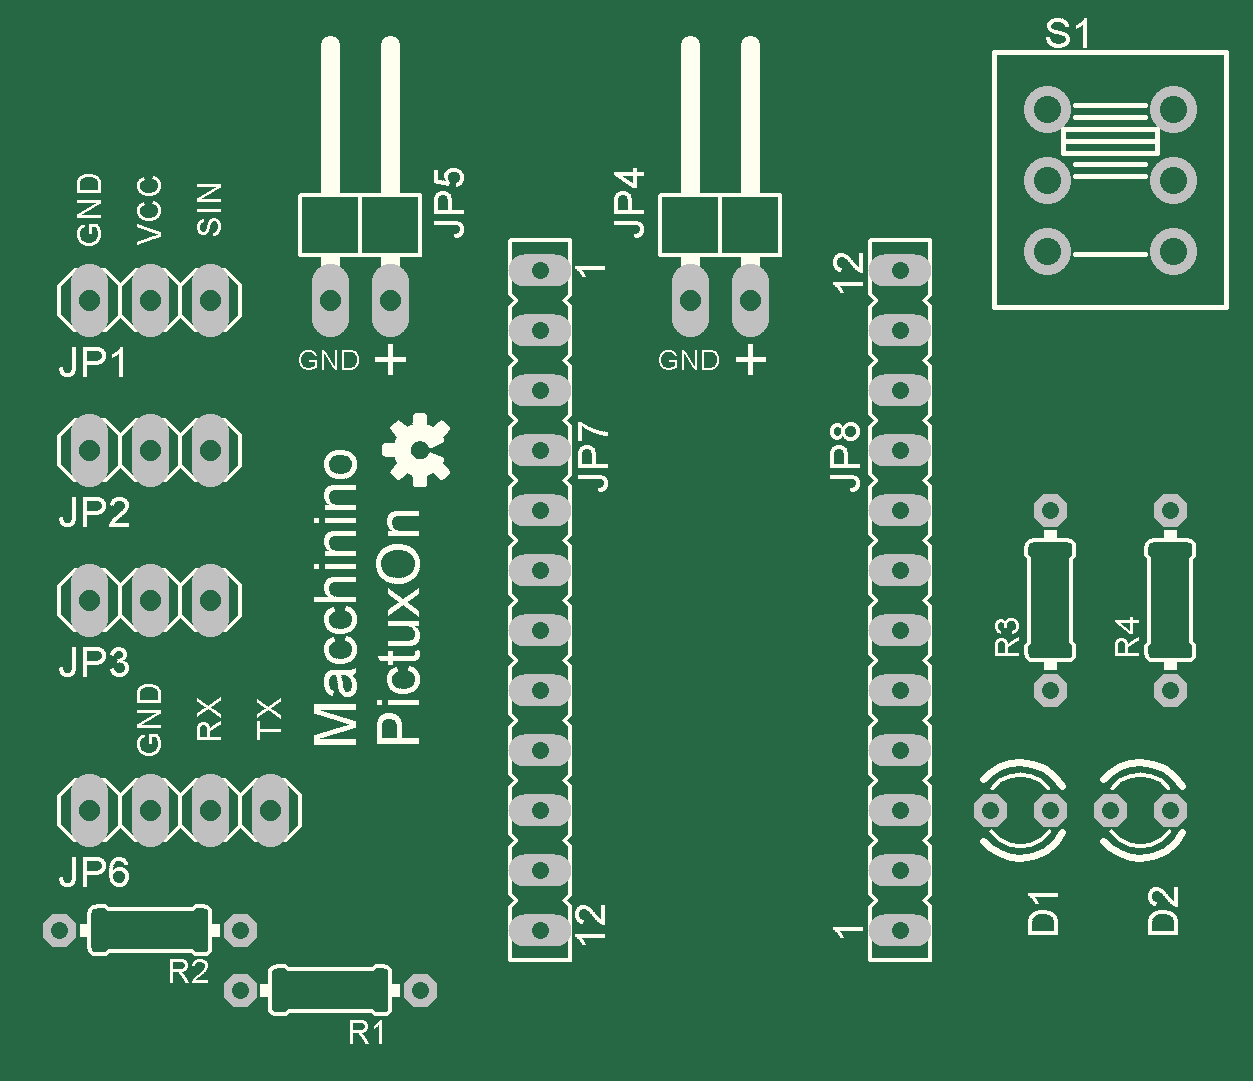 S1
GND
VCC
SIN
JP5
JP4
1
12
JP1
GND
+
GND
+
JP7
JP8
JP2
Macchinino
PictuxOn
JP3
R3
R4
GND
RX
TX
JP6
D1
D2
12
1
R2
R1